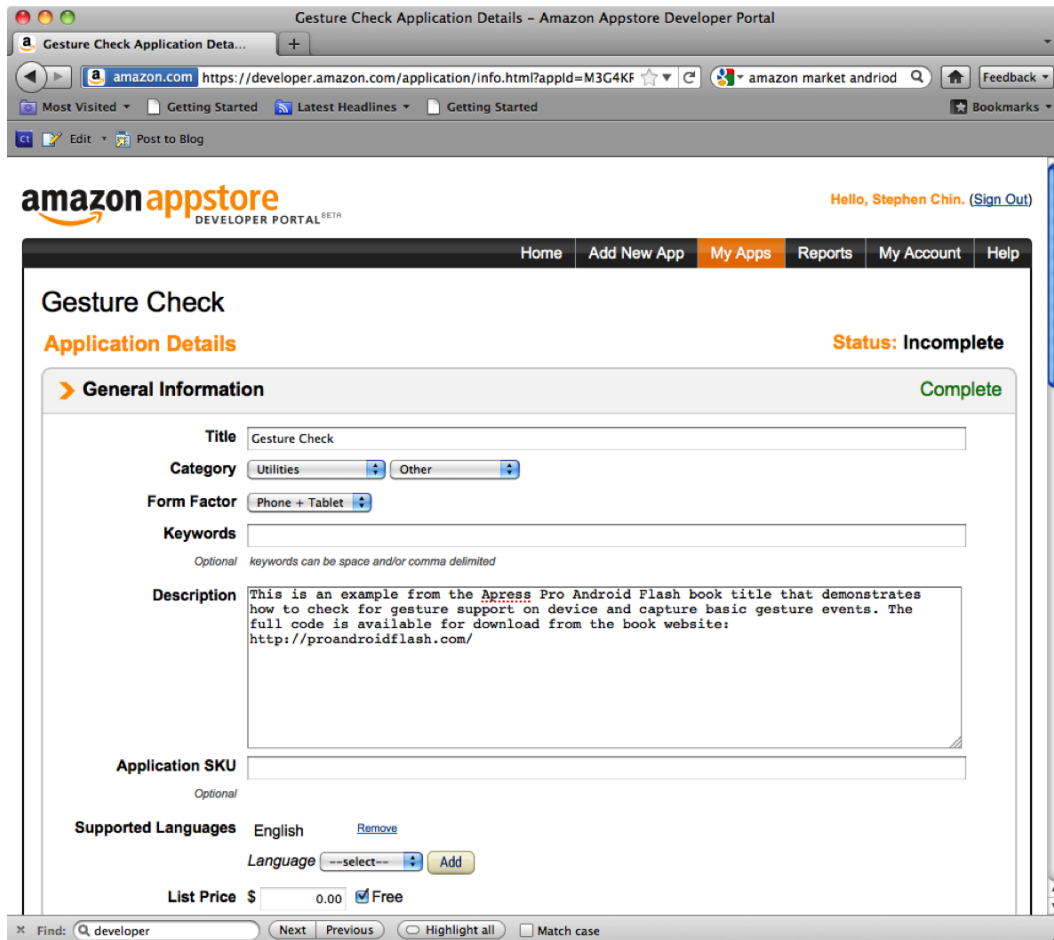 Gesture Check Application Details – Amazon Appstore Developer Portal
a Gesture Check Application Deta... +
a amazon.com https://developer.amazon.com/application/info.html?appId=M3G4KF amazon market andriod Feedback
Most Visited Getting Started Latest Headlines Getting Started Bookmarks
Ct Edit Post to Blog
amazon appstore
DEVELOPER PORTAL BETA
Hello, Stephen Chin. (Sign Out)
Home Add New App My Apps Reports My Account Help
Gesture Check
Application Details Status: Incomplete
General Information Complete
Title Gesture Check
Category Utilities Other
Form Factor Phone + Tablet
Keywords
Optional keywords can be space and/or comma delimited
Description This is an example from the Apress Pro Android Flash book title that demonstrates
how to check for gesture support on device and capture basic gesture events. The
full code is available for download from the book website:
http://proandroidflash.com/
Application SKU
Optional
Supported Languages English Remove
Language --select-- Add
List Price $ 0.00 Free
× Find: developer Next Previous Highlight all Match case